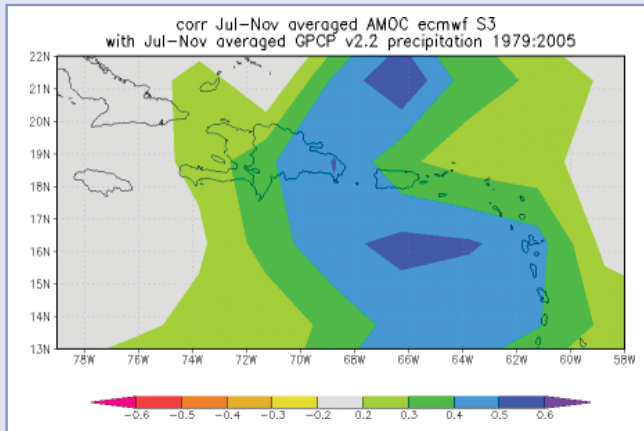 corr Jul-Nov averaged AMOC ecmwf S3
with Jul-Nov averaged GPCP v2.2 precipitation 1979:2005
22N
21N
20N
19N
18N
17N
16N
15N
14N
13N
78W 76W 74W 72W 70W 68W 66W 64W 62W 60W 58W
-0.6 -0.5 -0.4 -0.3 -0.2 0.2 0.3 0.4 0.5 0.6